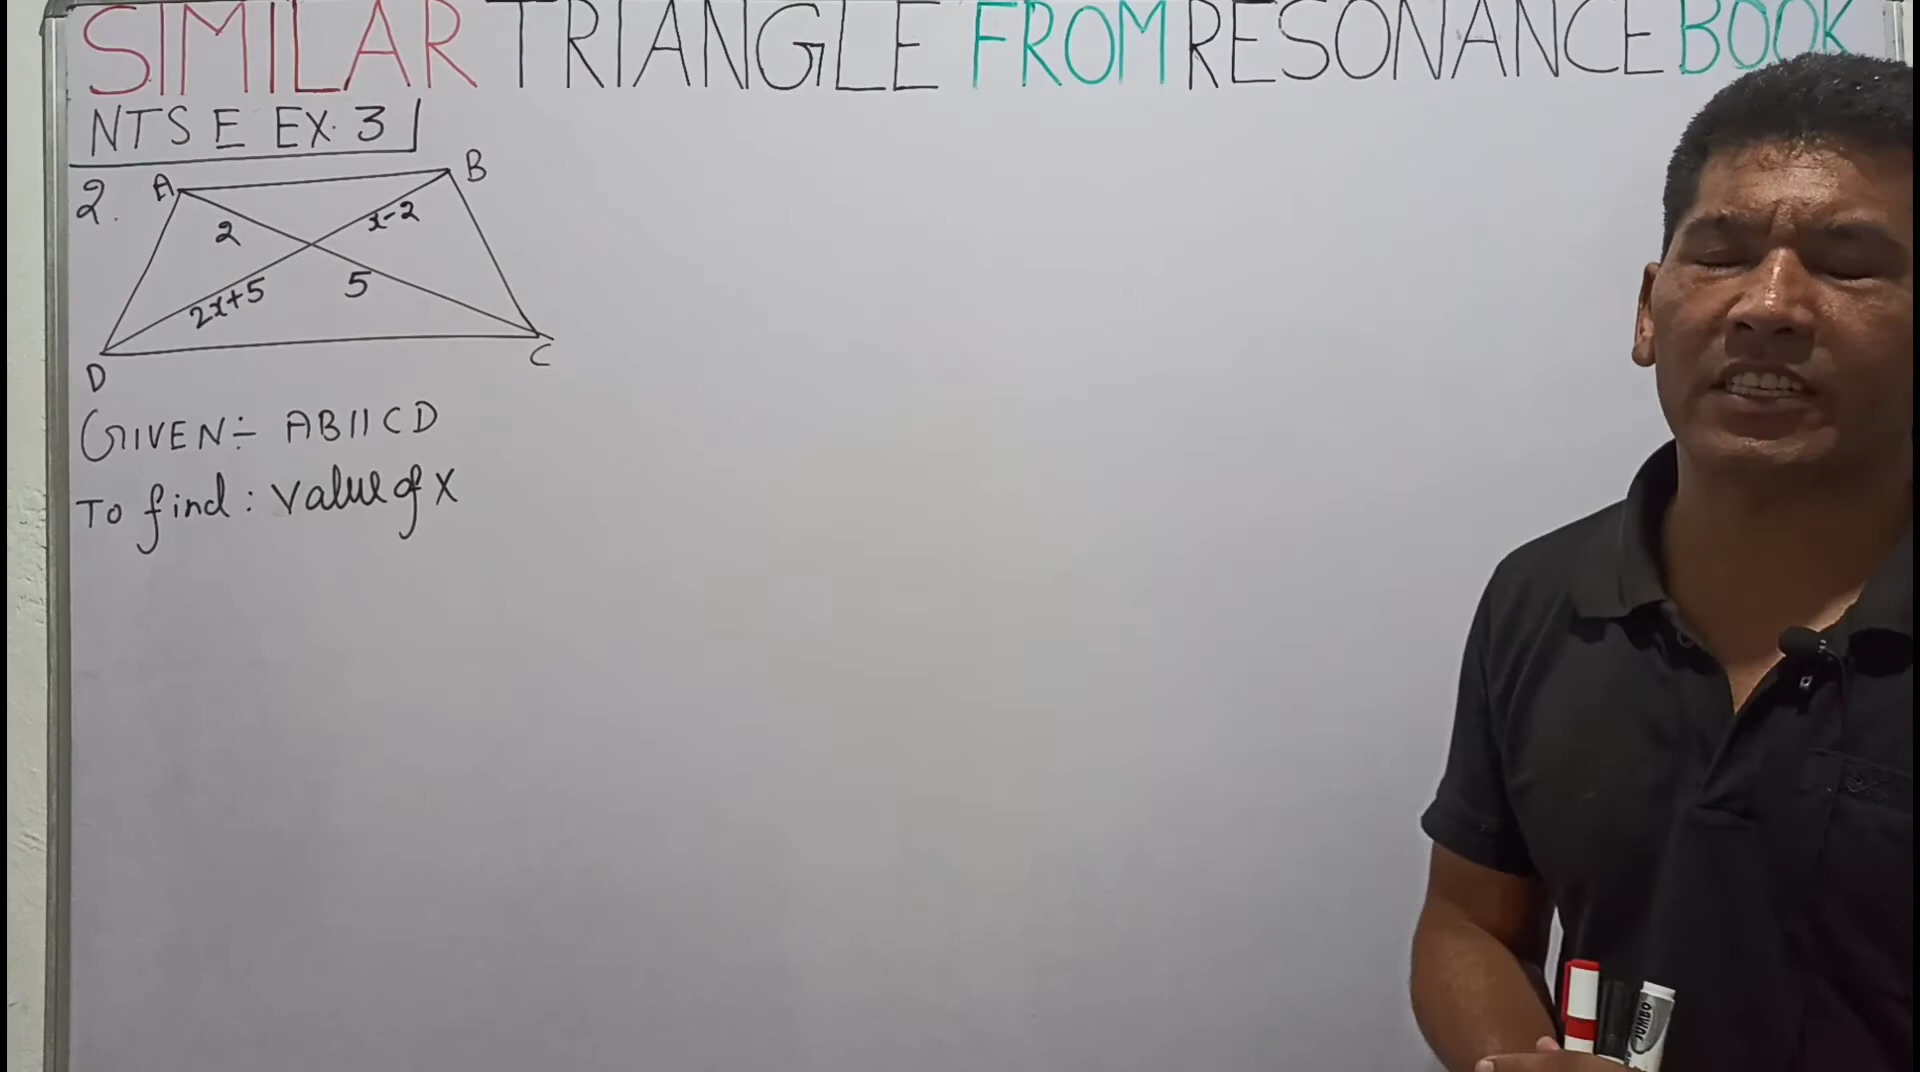 SIMILAR TRIANGLE FROM RESONANCE BOOK
NTSE EX. 3
2.
A
B
2
x-2
2x+5
5
D
C
GIVEN÷ AB||CD
To find: Value of x
JUMBO